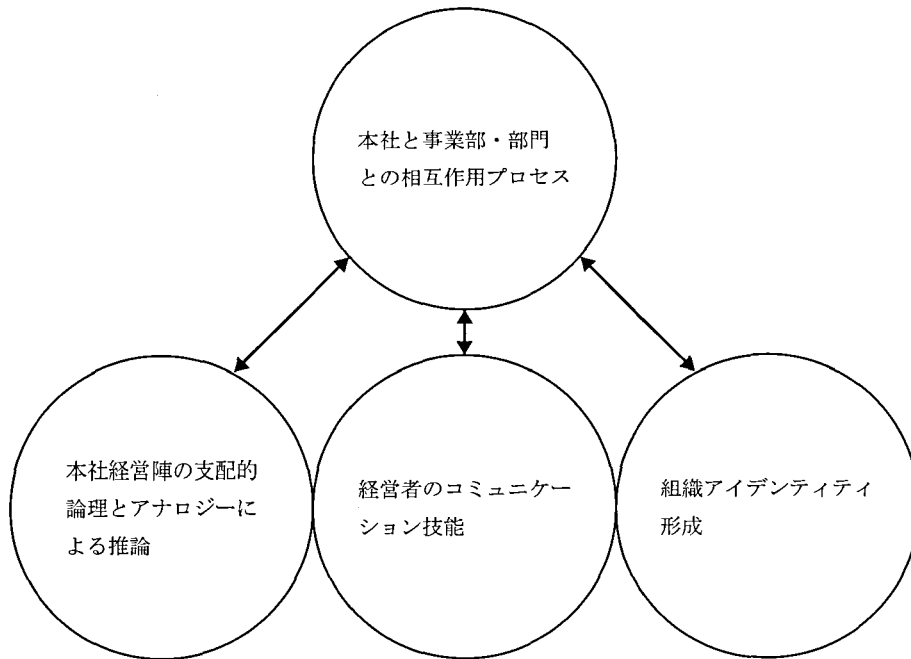 本社と事業部・部門
との相互作用プロセス
本社経営陣の支配的
論理とアナロジーに
よる推論
経営者のコミュニケー
ション技能
組織アイデンティティ
形成